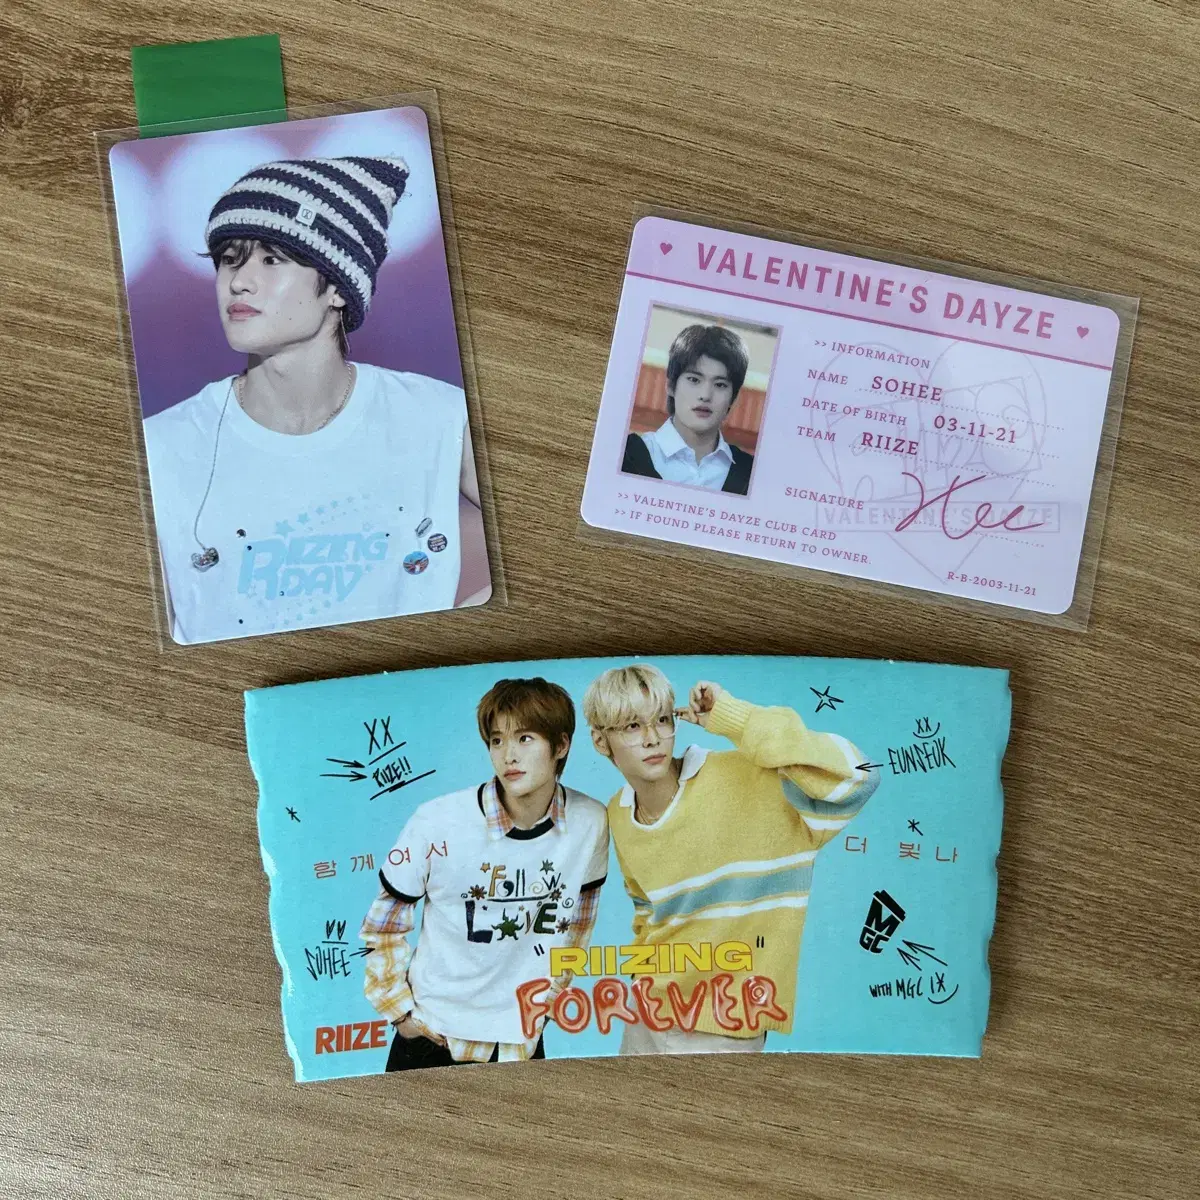 RIIZING
DAY
♥ VALENTINE'S DAYZE ♥
>> INFORMATION
NAME SOHEE
DATE OF BIRTH 03-11-21
TEAM RIIZE
SIGNATURE
VALENTINE'S DAYZE
>> VALENTINE'S DAYZE CLUB CARD
>> IF FOUND PLEASE RETURN TO OWNER.
R-B-2003-11-21
XX
RIIZE!!
XX
EUNSEOK
함께여서
더 빛나
Follow
LOVE
SOHEE
MGC
WITH MGC
"RIIZING"
FOREVER
RIIZE